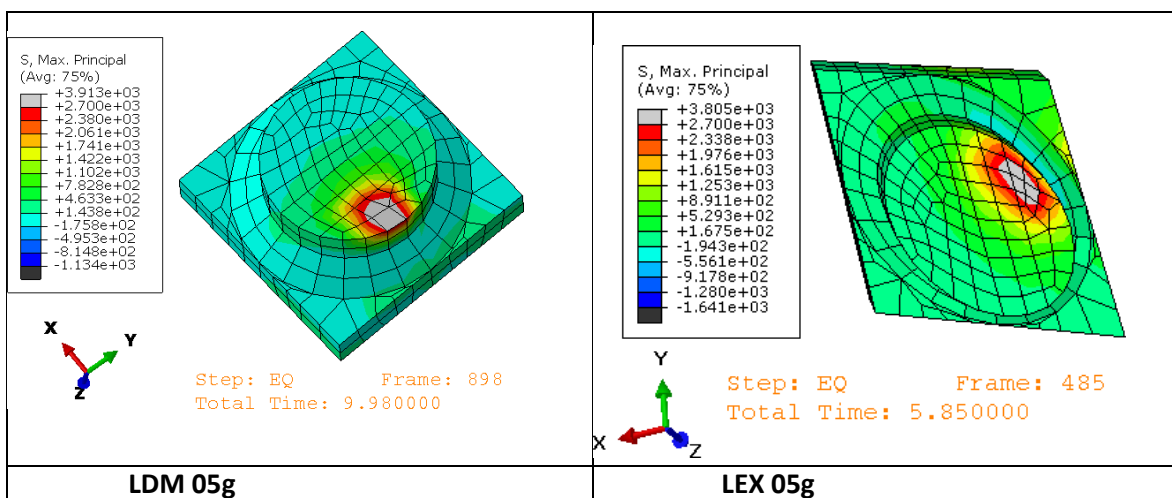 S, Max. Principal
(Avg: 75%)
+3.913e+03
+2.700e+03
+2.380e+03
+2.061e+03
+1.741e+03
+1.422e+03
+1.102e+03
+7.828e+02
+4.633e+02
+1.438e+02
-1.758e+02
-4.953e+02
-8.148e+02
-1.134e+03
X
Y
Z
Step: EQ Frame: 898
Total Time: 9.980000
LDM 05g
S, Max. Principal
(Avg: 75%)
+3.805e+03
+2.700e+03
+2.338e+03
+1.976e+03
+1.615e+03
+1.253e+03
+8.911e+02
+5.293e+02
+1.675e+02
-1.943e+02
-5.561e+02
-9.178e+02
-1.280e+03
-1.641e+03
Y
X
Z
Step: EQ Frame: 485
Total Time: 5.850000
LEX 05g